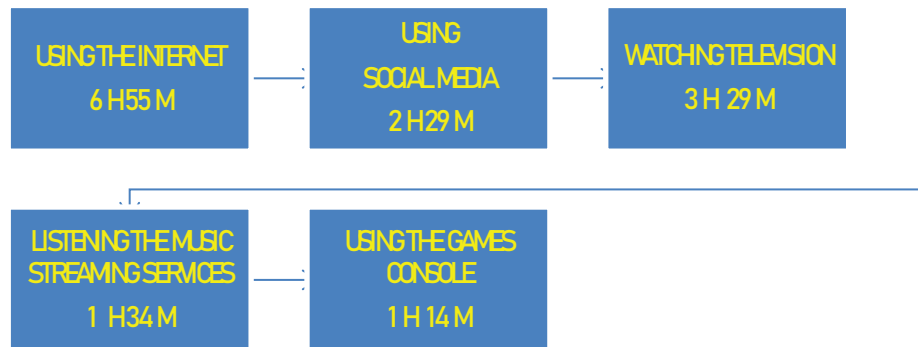 USING THE INTERNET
6 H55 M
USING
SOCIAL MEDIA
2 H29 M
WATCHING TELEVISION
3 H 29 M
LISTENING THE MUSIC
STREAMING SERVICES
1 H34 M
USING THE GAMES
CONSOLE
1 H 14 M